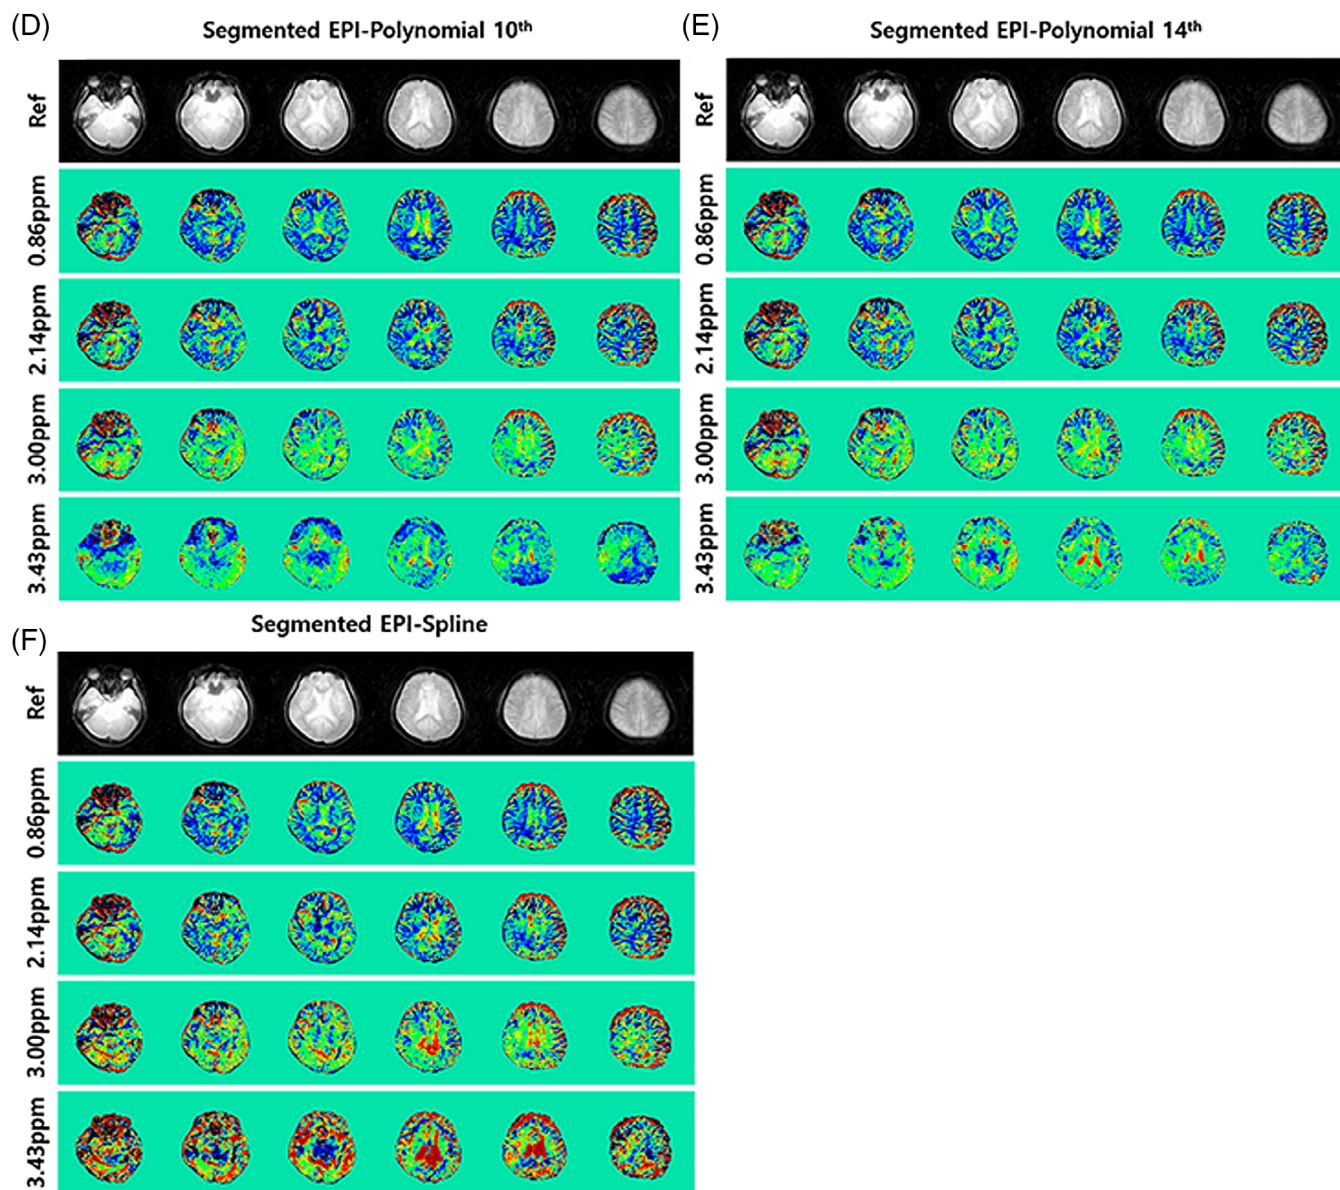 (D) Segmented EPI-Polynomial 10th
Ref
0.86ppm
2.14ppm
3.00ppm
3.43ppm
(E) Segmented EPI-Polynomial 14th
Ref
0.86ppm
2.14ppm
3.00ppm
3.43ppm
(F) Segmented EPI-Spline
Ref
0.86ppm
2.14ppm
3.00ppm
3.43ppm